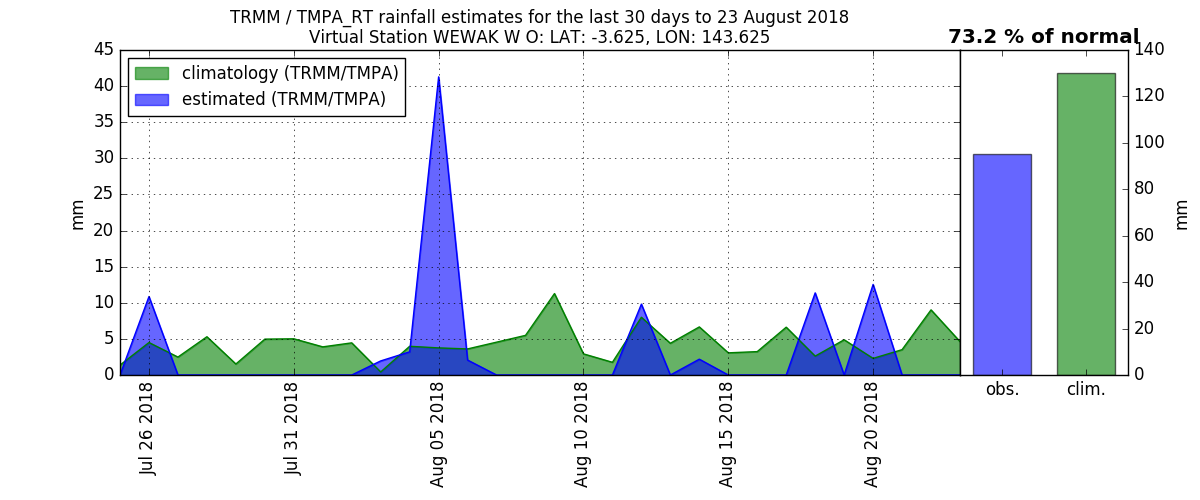 TRMM / TMPA_RT rainfall estimates for the last 30 days to 23 August 2018
Virtual Station WEWAK W O: LAT: -3.625, LON: 143.625
73.2 % of normal
climatology (TRMM/TMPA)
estimated (TRMM/TMPA)
mm
45
40
35
30
25
20
15
10
5
0
Jul 26 2018
Jul 31 2018
Aug 05 2018
Aug 10 2018
Aug 15 2018
Aug 20 2018
obs.
clim.
140
120
100
80
60
40
20
0
mm